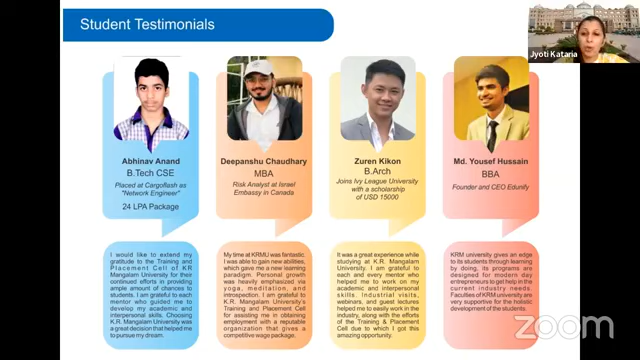 Student Testimonials
Jyoti Kataria
Abhinav Anand
B.Tech CSE
Placed at Cargoflash as
"Network Engineer"
24 LPA Package
Deepanshu Chaudhary
MBA
Risk Analyst at Israel
Embassy in Canada
Zuren Kikon
B.Arch
Joins Ivy League University
with a scholarship
of USD 15000
Md. Yousef Hussain
BBA
Founder and CEO Edunify
I would like to extend my
gratitude to the Training and
Placement Cell of KR
Mangalam University for their
continued efforts in providing
ample amount of chances to
students. I am grateful to each
mentor who guided me to
develop my academic and
interpersonal skills. Choosing
K.R. Mangalam University was
a great decision that helped me
to pursue my dream.
My time at KRMU was fantastic.
I was able to gain new abilities,
which gave me a new learning
paradigm. Personal growth
was heavily emphasized via
yoga, meditation, and
introspection. I am grateful to
K.R. Mangalam University's
Training and Placement Cell
for assisting me in obtaining
employment with a reputable
organization that gives a
competitive wage package.
It was a great experience while
studying at K.R. Mangalam
University. I am grateful to
each and every mentor who
helped me to work on my
academic and interpersonal
skills. Industrial visits,
webinars, and guest lectures
helped me to easily work in the
industry, along with the efforts
of the Training & Placement
Cell due to which I got this
amazing opportunity.
KRM university gives an edge
to its students through learning
by doing, its programs are
designed for modern day
entrepreneurs to get help in the
current industry needs.
Faculties of KRM university are
very supportive for the holistic
development of the students.
zoom